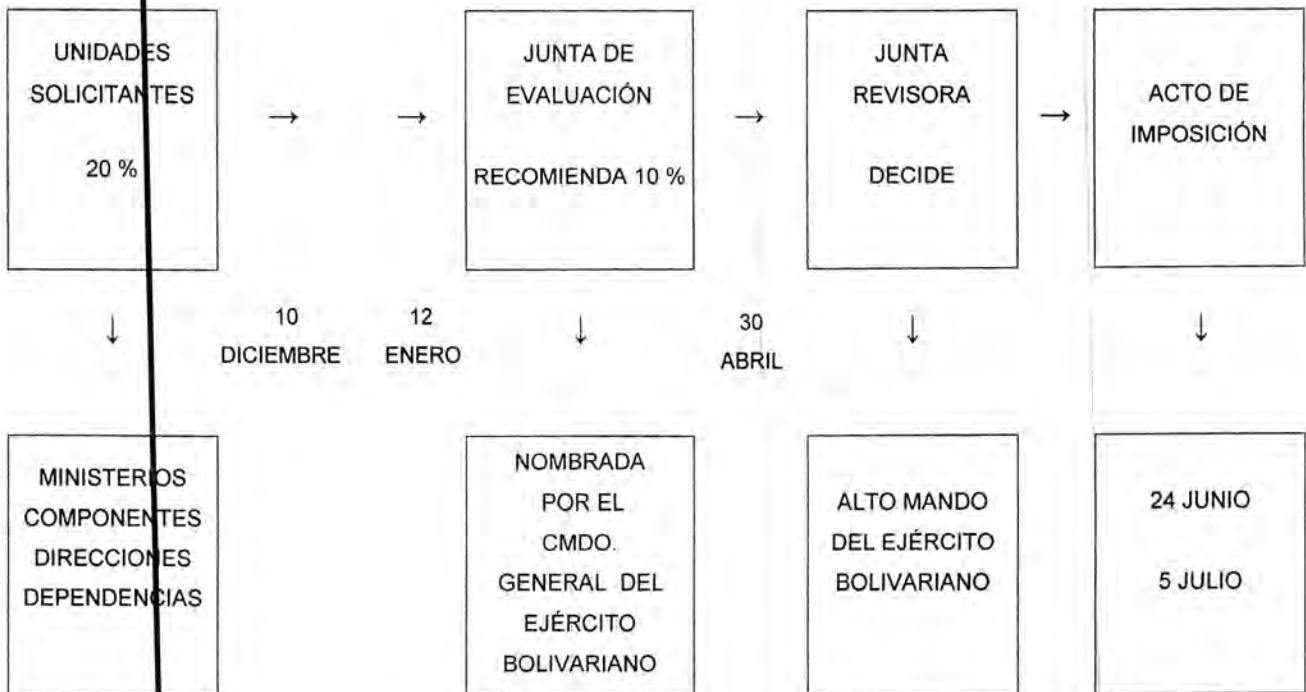 UNIDADES
SOLICITANTES
20 %
→
→
JUNTA DE
EVALUACIÓN
RECOMIENDA 10 %
→
JUNTA
REVISORA
DECIDE
→
ACTO DE
IMPOSICIÓN
↓
10
DICIEMBRE
12
ENERO
↓
30
ABRIL
↓
↓
MINISTERIOS
COMPONENTES
DIRECCIONES
DEPENDENCIAS
NOMBRADA
POR EL
CMDO.
GENERAL DEL
EJÉRCITO
BOLIVARIANO
ALTO MANDO
DEL EJÉRCITO
BOLIVARIANO
24 JUNIO
5 JULIO